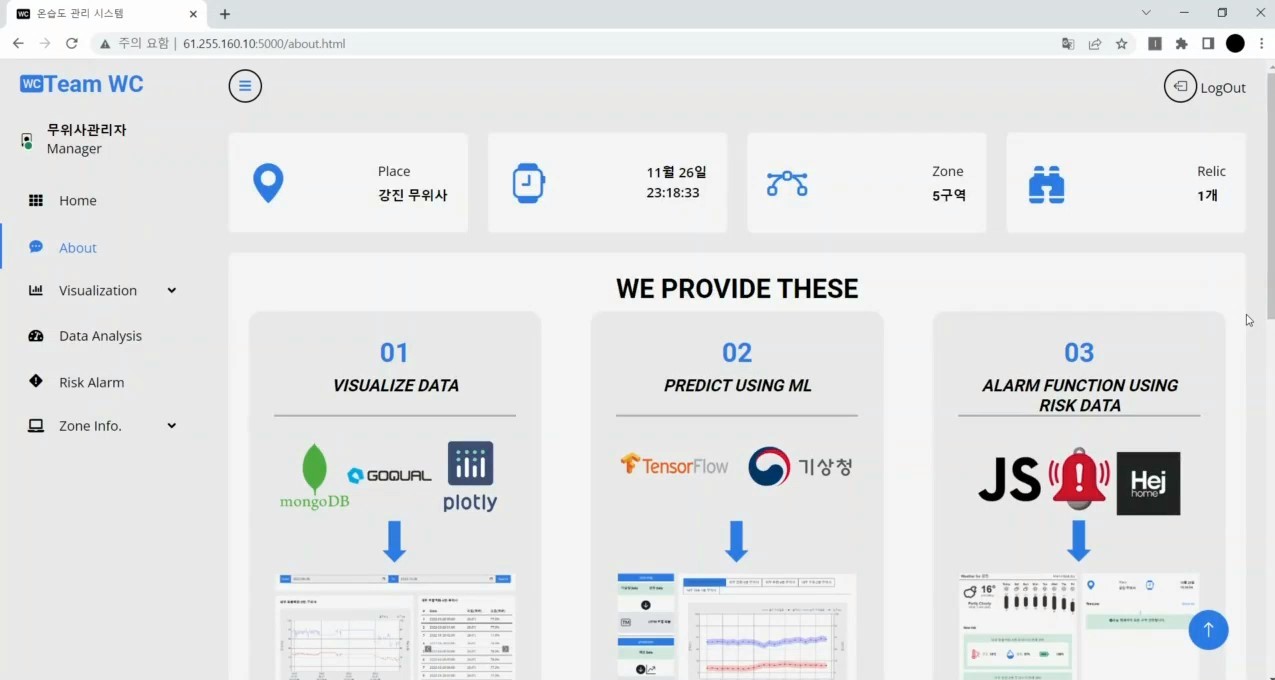 WC 온습도 관리 시스템
주의 요함 | 61.255.160.10:5000/about.html
WC Team WC
LogOut
무위사관리자
Manager
Home
About
Visualization
Data Analysis
Risk Alarm
Zone Info.
Place
강진 무위사
11월 26일
23:18:33
Zone
5구역
Relic
1개
WE PROVIDE THESE
01
VISUALIZE DATA
mongoDB
GOQUAL
plotly
02
PREDICT USING ML
TensorFlow
기상청
03
ALARM FUNCTION USING
RISK DATA
JS
Hej
home
16°